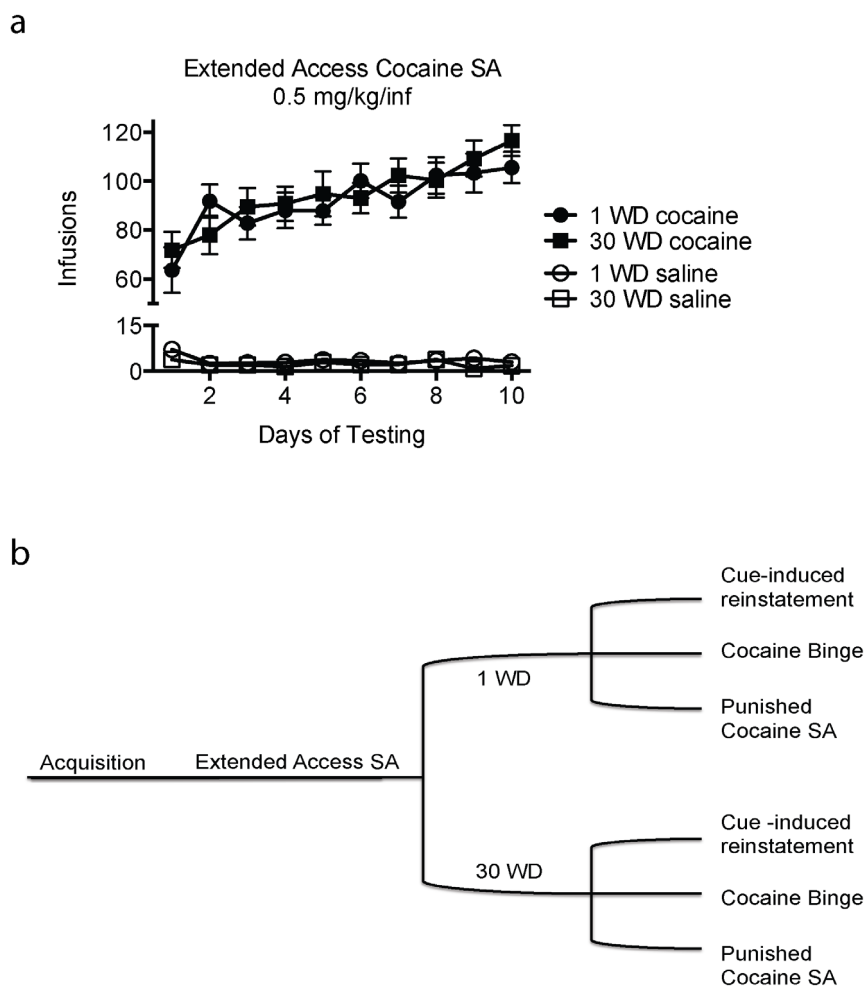 a
Extended Access Cocaine SA
0.5 mg/kg/inf
120
100
80
60
15
0
Infusions
2 4 6 8 10
Days of Testing
1 WD cocaine
30 WD cocaine
1 WD saline
30 WD saline
b
Acquisition Extended Access SA
1 WD
Cue-induced
reinstatement
Cocaine Binge
Punished
Cocaine SA
30 WD
Cue -induced
reinstatement
Cocaine Binge
Punished
Cocaine SA